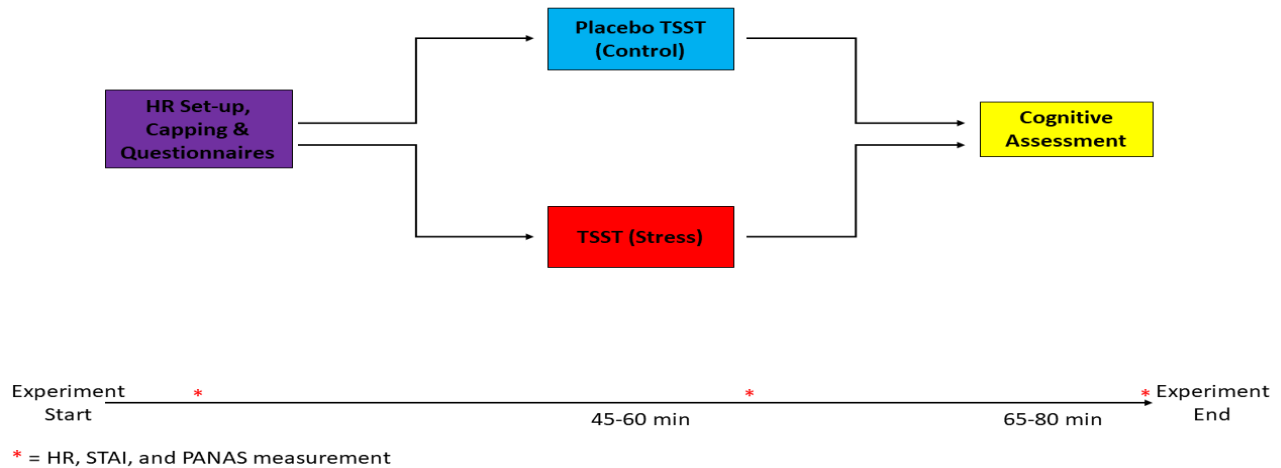 Placebo TSST
(Control)
HR Set-up,
Capping &
Questionnaires
Cognitive
Assessment
TSST (Stress)
Experiment
Start
*
*
*
Experiment
End
45-60 min
65-80 min
* = HR, STAI, and PANAS measurement